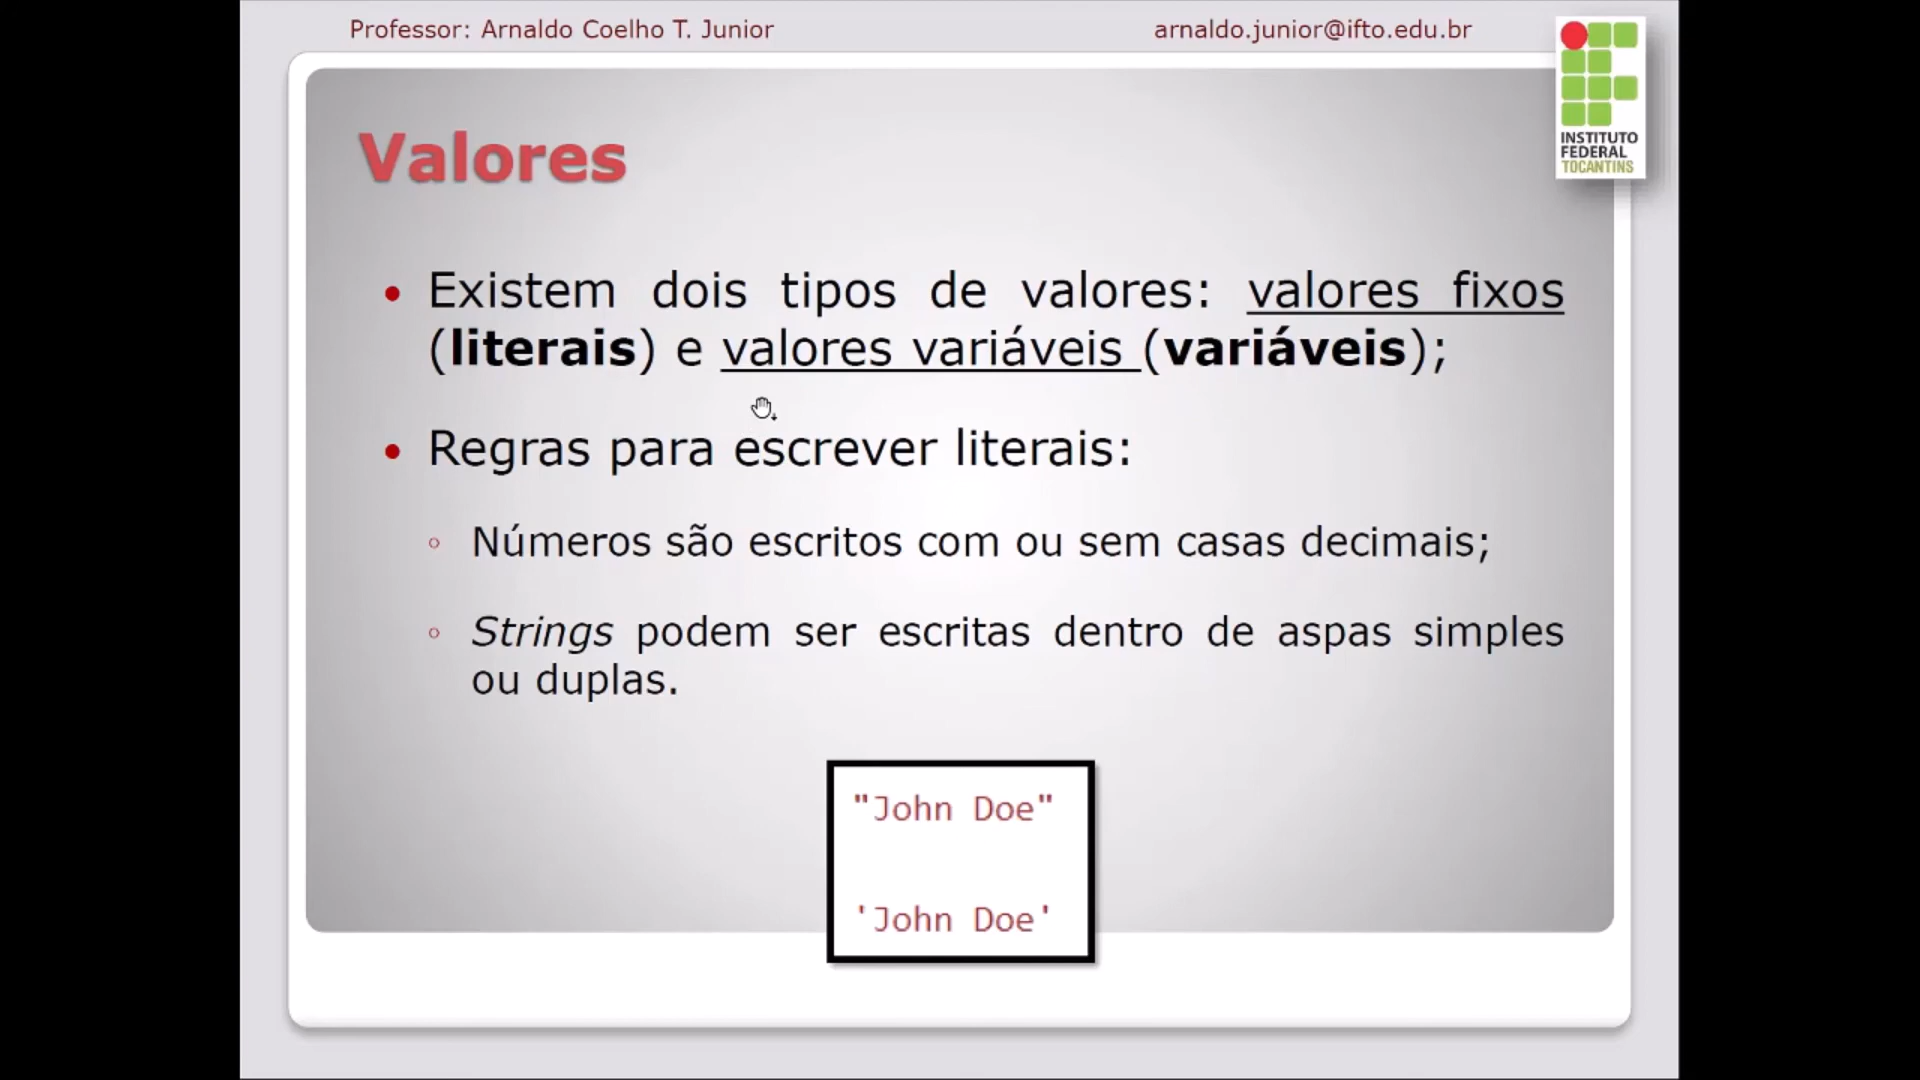 Professor: Arnaldo Coelho T. Junior
arnaldo.junior@ifto.edu.br
INSTITUTO
FEDERAL
TOCANTINS
Valores
• Existem dois tipos de valores: valores fixos
(literais) e valores variáveis (variáveis);
• Regras para escrever literais:
◦ Números são escritos com ou sem casas decimais;
◦ Strings podem ser escritas dentro de aspas simples
ou duplas.
"John Doe"
'John Doe'